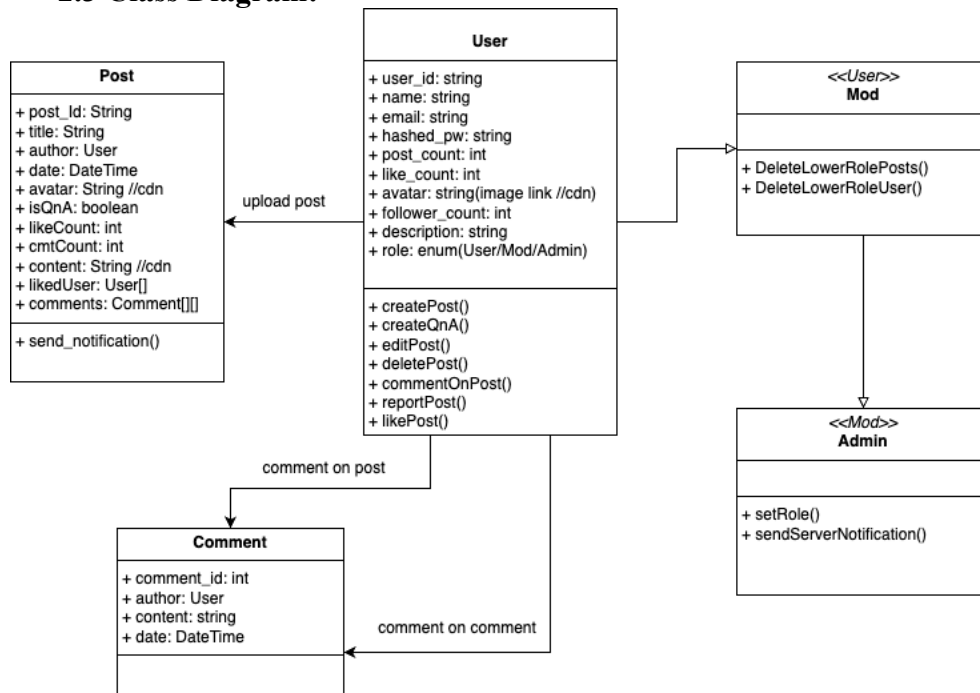 Post
+ post_Id: String
+ title: String
+ author: User
+ date: DateTime
+ avatar: String //cdn
+ isQnA: boolean
+ likeCount: int
+ cmtCount: int
+ content: String //cdn
+ likedUser: User[]
+ comments: Comment[][]
+ send_notification()
upload post
User
+ user_id: string
+ name: string
+ email: string
+ hashed_pw: string
+ post_count: int
+ like_count: int
+ avatar: string(image link //cdn)
+ follower_count: int
+ description: string
+ role: enum(User/Mod/Admin)
+ createPost()
+ createQnA()
+ editPost()
+ deletePost()
+ commentOnPost()
+ reportPost()
+ likePost()
<<User>>
Mod
+ DeleteLowerRolePosts()
+ DeleteLowerRoleUser()
<<Mod>>
Admin
+ setRole()
+ sendServerNotification()
comment on post
Comment
+ comment_id: int
+ author: User
+ content: string
+ date: DateTime
comment on comment